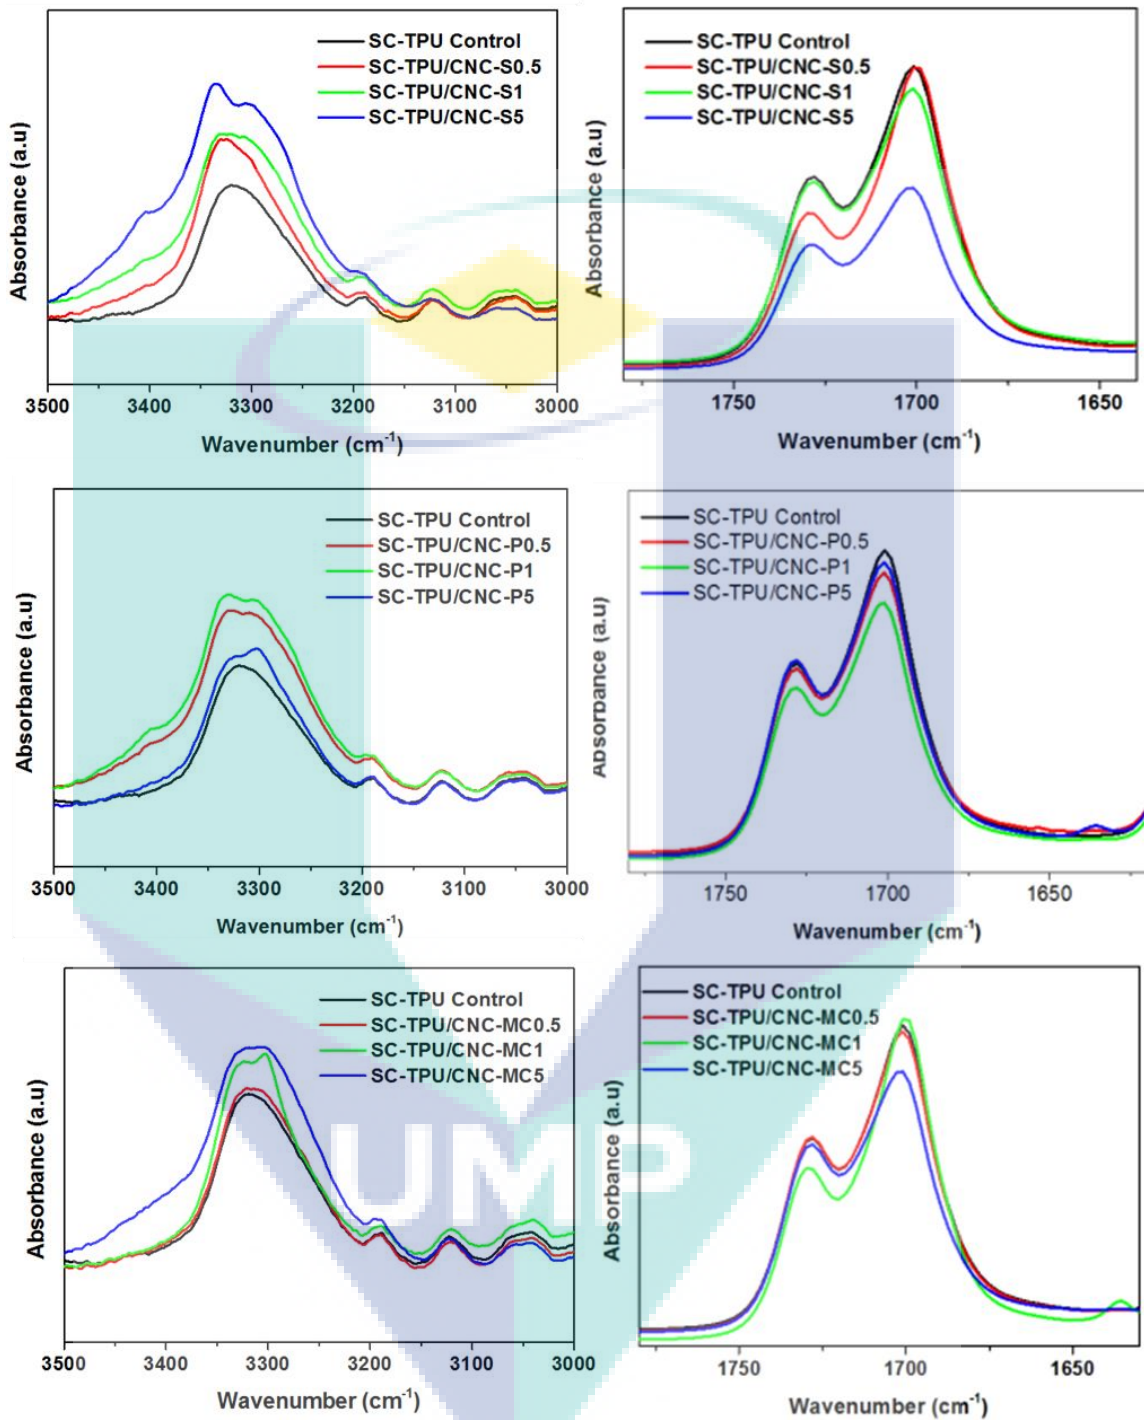 SC-TPU Control
SC-TPU/CNC-S0.5
SC-TPU/CNC-S1
SC-TPU/CNC-S5
Absorbance (a.u)
3500 3400 3300 3200 3100 3000
Wavenumber (cm⁻¹)
SC-TPU Control
SC-TPU/CNC-S0.5
SC-TPU/CNC-S1
SC-TPU/CNC-S5
Absorbance (a.u)
1750 1700 1650
Wavenumber (cm⁻¹)
SC-TPU Control
SC-TPU/CNC-P0.5
SC-TPU/CNC-P1
SC-TPU/CNC-P5
Absorbance (a.u)
3500 3400 3300 3200 3100 3000
Wavenumber (cm⁻¹)
SC-TPU Control
SC-TPU/CNC-P0.5
SC-TPU/CNC-P1
SC-TPU/CNC-P5
Absorbance (a.u)
1750 1700 1650
Wavenumber (cm⁻¹)
SC-TPU Control
SC-TPU/CNC-MC0.5
SC-TPU/CNC-MC1
SC-TPU/CNC-MC5
Absorbance (a.u)
3500 3400 3300 3200 3100 3000
Wavenumber (cm⁻¹)
SC-TPU Control
SC-TPU/CNC-MC0.5
SC-TPU/CNC-MC1
SC-TPU/CNC-MC5
Absorbance (a.u)
1750 1700 1650
Wavenumber (cm⁻¹)
UMP